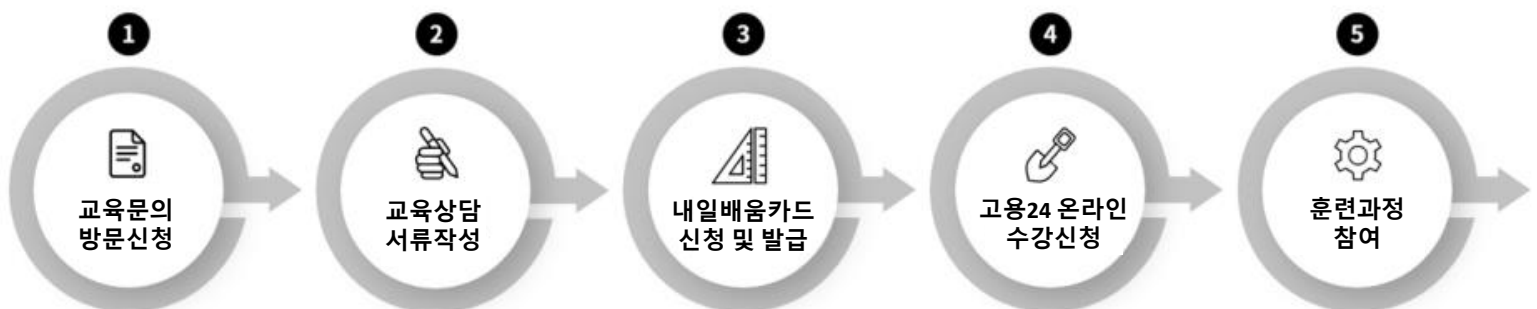 1
교육문의
방문신청
2
교육상담
서류작성
3
내일배움카드
신청 및 발급
4
고용24 온라인
수강신청
5
훈련과정
참여